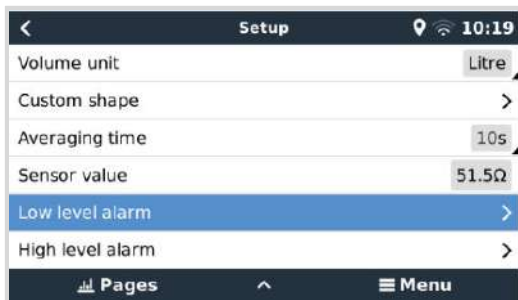 Setup 10:19
Volume unit Litre
Custom shape
Averaging time 10s
Sensor value 51.5Ω
Low level alarm
High level alarm
Pages Menu